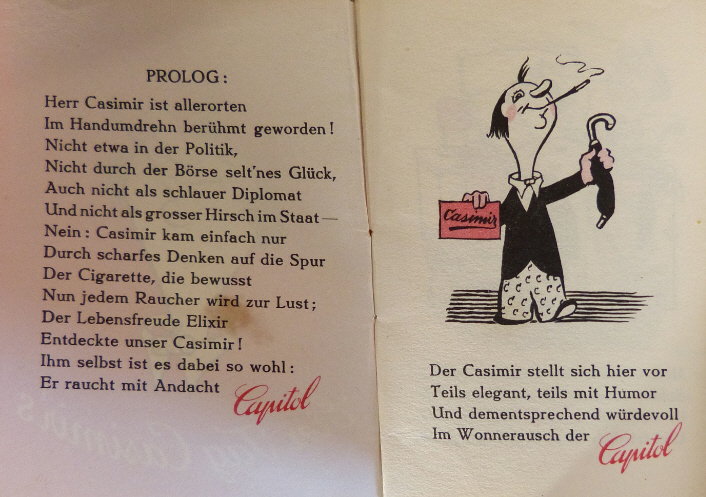 PROLOG:
Herr Casimir ist allerorten
Im Handumdrehn berühmt geworden!
Nicht etwa in der Politik,
Nicht durch der Börse selt'nes Glück,
Auch nicht als schlauer Diplomat
Und nicht als grosser Hirsch im Staat—
Nein: Casimir kam einfach nur
Durch scharfes Denken auf die Spur
Der Cigarette, die bewusst
Nun jedem Raucher wird zur Lust;
Der Lebensfreude Elixir
Entdeckte unser Casimir!
Ihm selbst ist es dabei so wohl:
Er raucht mit Andacht Capitol
Casimir
Der Casimir stellt sich hier vor
Teils elegant, teils mit Humor
Und dementsprechend würdevoll
Im Wonnerausch der Capitol